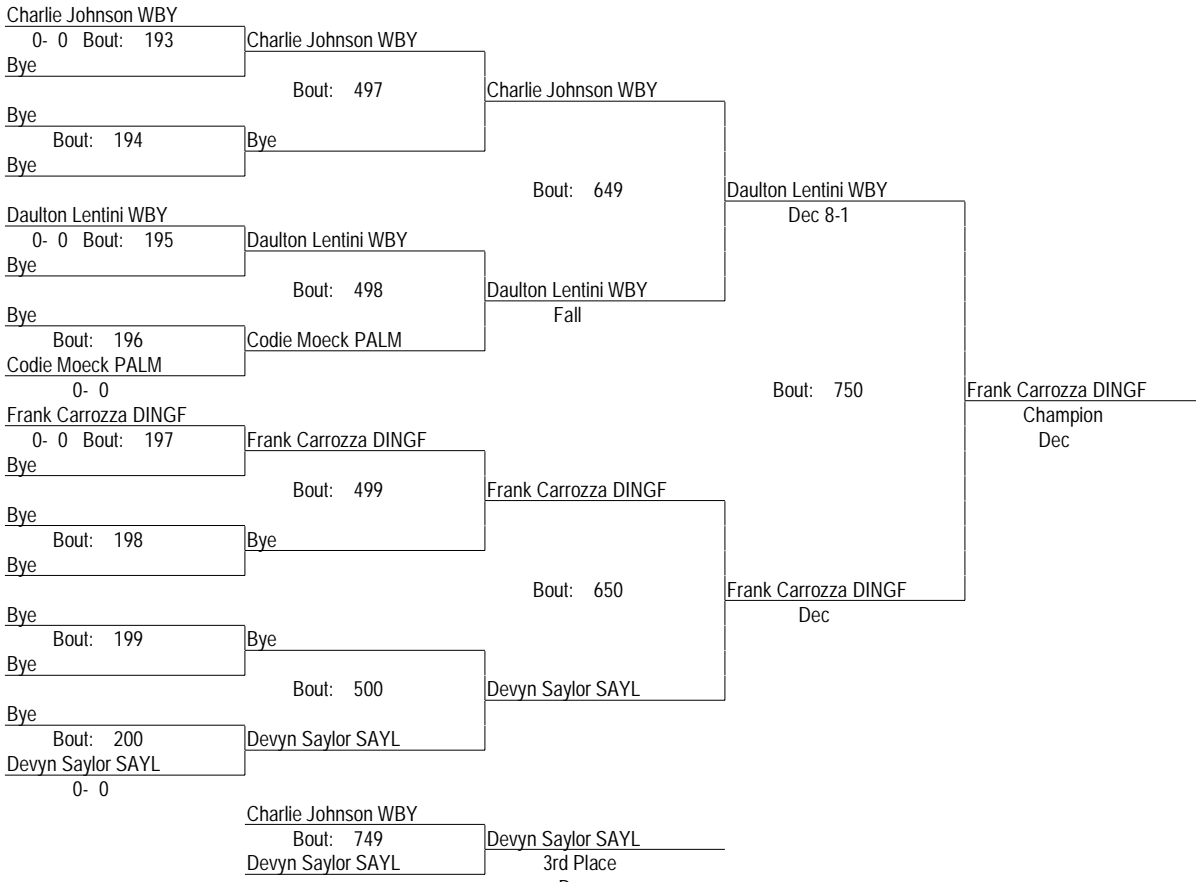 Charlie Johnson WBY
0- 0 Bout: 193
Charlie Johnson WBY
Bye
Bout: 497
Charlie Johnson WBY
Bye
Bout: 194
Bye
Bye
Bout: 649
Daulton Lentini WBY
Daulton Lentini WBY
Dec 8-1
0- 0 Bout: 195
Daulton Lentini WBY
Bye
Bout: 498
Daulton Lentini WBY
Bye
Fall
Bout: 196
Codie Moeck PALM
Codie Moeck PALM
0- 0
Bout: 750
Frank Carrozza DINGF
Frank Carrozza DINGF
Champion
0- 0 Bout: 197
Frank Carrozza DINGF
Dec
Bye
Bout: 499
Frank Carrozza DINGF
Bye
Bout: 198
Bye
Bye
Bout: 650
Frank Carrozza DINGF
Bye
Dec
Bout: 199
Bye
Bye
Bout: 500
Devyn Saylor SAYL
Bye
Bout: 200
Devyn Saylor SAYL
Devyn Saylor SAYL
0- 0
Charlie Johnson WBY
Bout: 749
Devyn Saylor SAYL
Devyn Saylor SAYL
3rd Place